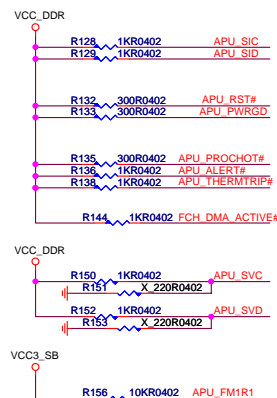 VCC_DDR
R128 1KR0402 APU_SIC
R129 1KR0402 APU_SID
R132 300R0402 APU_RST#
R133 300R0402 APU_PWRGD
R135 300R0402 APU_PROCHOT#
R136 1KR0402 APU_ALERT#
R138 1KR0402 APU_THERMTRIP#
R144 1KR0402 FCH_DMA_ACTIVE#
VCC_DDR
R150 1KR0402 APU_SVC
R151 X_220R0402
R152 1KR0402 APU_SVD
R153 X_220R0402
VCC3_SB
R156 10KR0402 APU_FM1R1